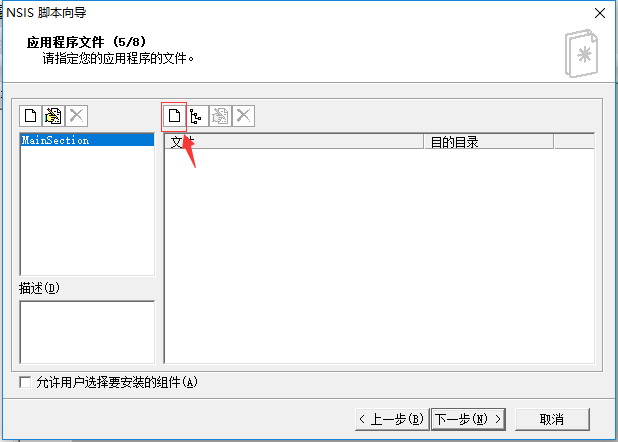 NSIS 脚本向导
应用程序文件 (5/8)
请指定您的应用程序的文件。
MainSection
文件 目的目录
描述(D)
允许用户选择要安装的组件(A)
< 上一步(B) 下一步(N) > 取消